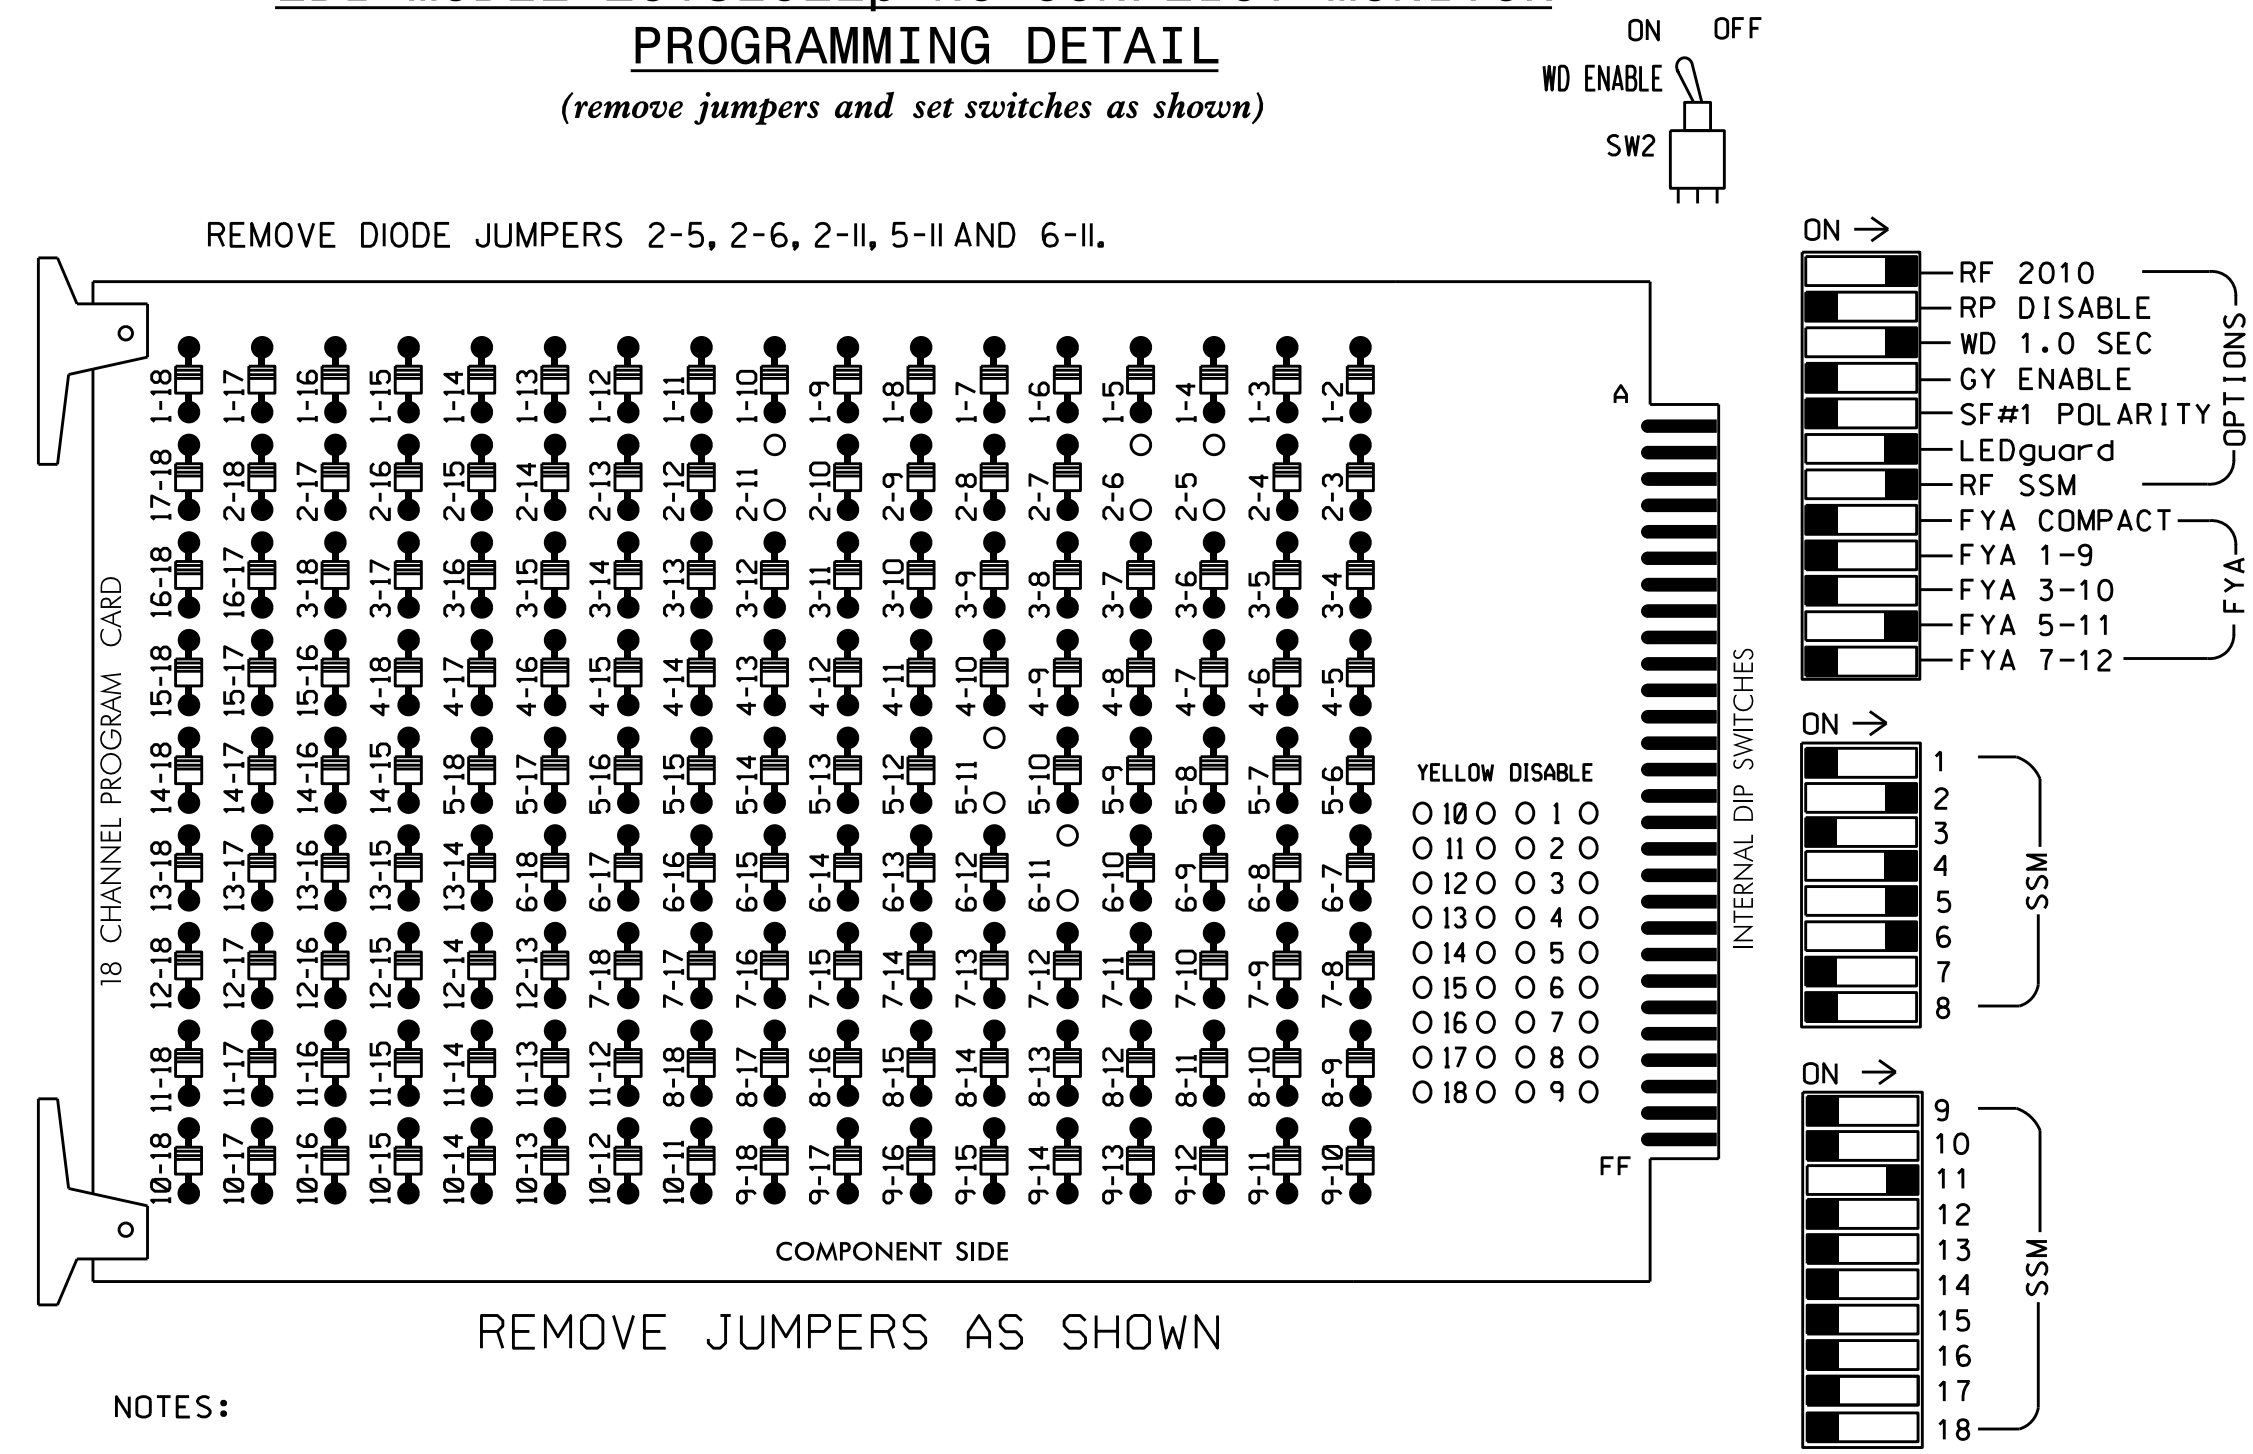 PROGRAMMING DETAIL
(remove jumpers and set switches as shown)
ON OFF
WD ENABLE
SW2
REMOVE DIODE JUMPERS 2-5, 2-6, 2-11, 5-11 AND 6-11.
18 CHANNEL PROGRAM CARD
1-18 1-17 1-16 1-15 1-14 1-13 1-12 1-11 1-10 1-9 1-8 1-7 1-6 1-5 1-4 1-3 1-2
17-18 2-18 2-17 2-16 2-15 2-14 2-13 2-12 2-11 2-10 2-9 2-8 2-7 2-6 2-5 2-4 2-3
16-18 16-17 3-18 3-17 3-16 3-15 3-14 3-13 3-12 3-11 3-10 3-9 3-8 3-7 3-6 3-5 3-4
15-18 15-17 15-16 4-18 4-17 4-16 4-15 4-14 4-13 4-12 4-11 4-10 4-9 4-8 4-7 4-6 4-5
14-18 14-17 14-16 14-15 5-18 5-17 5-16 5-15 5-14 5-13 5-12 5-11 5-10 5-9 5-8 5-7 5-6
13-18 13-17 13-16 13-15 13-14 6-18 6-17 6-16 6-15 6-14 6-13 6-12 6-11 6-10 6-9 6-8 6-7
12-18 12-17 12-16 12-15 12-14 12-13 7-18 7-17 7-16 7-15 7-14 7-13 7-12 7-11 7-10 7-9 7-8
11-18 11-17 11-16 11-15 11-14 11-13 11-12 8-18 8-17 8-16 8-15 8-14 8-13 8-12 8-11 8-10 8-9
10-18 10-17 10-16 10-15 10-14 10-13 10-12 10-11 9-18 9-17 9-16 9-15 9-14 9-13 9-12 9-11 9-10
YELLOW DISABLE
10 1
11 2
12 3
13 4
14 5
15 6
16 7
17 8
18 9
A
FF
COMPONENT SIDE
INTERNAL DIP SWITCHES
REMOVE JUMPERS AS SHOWN
NOTES:
ON
RF 2010
RP DISABLE
WD 1.0 SEC
GY ENABLE
SF#1 POLARITY
LEDguard
RF SSM
OPTIONS
FYA COMPACT
FYA 1-9
FYA 3-10
FYA 5-11
FYA 7-12
FYA
ON
1
2
3
4
5
6
7
8
SSM
ON
9
10
11
12
13
14
15
16
17
18
SSM